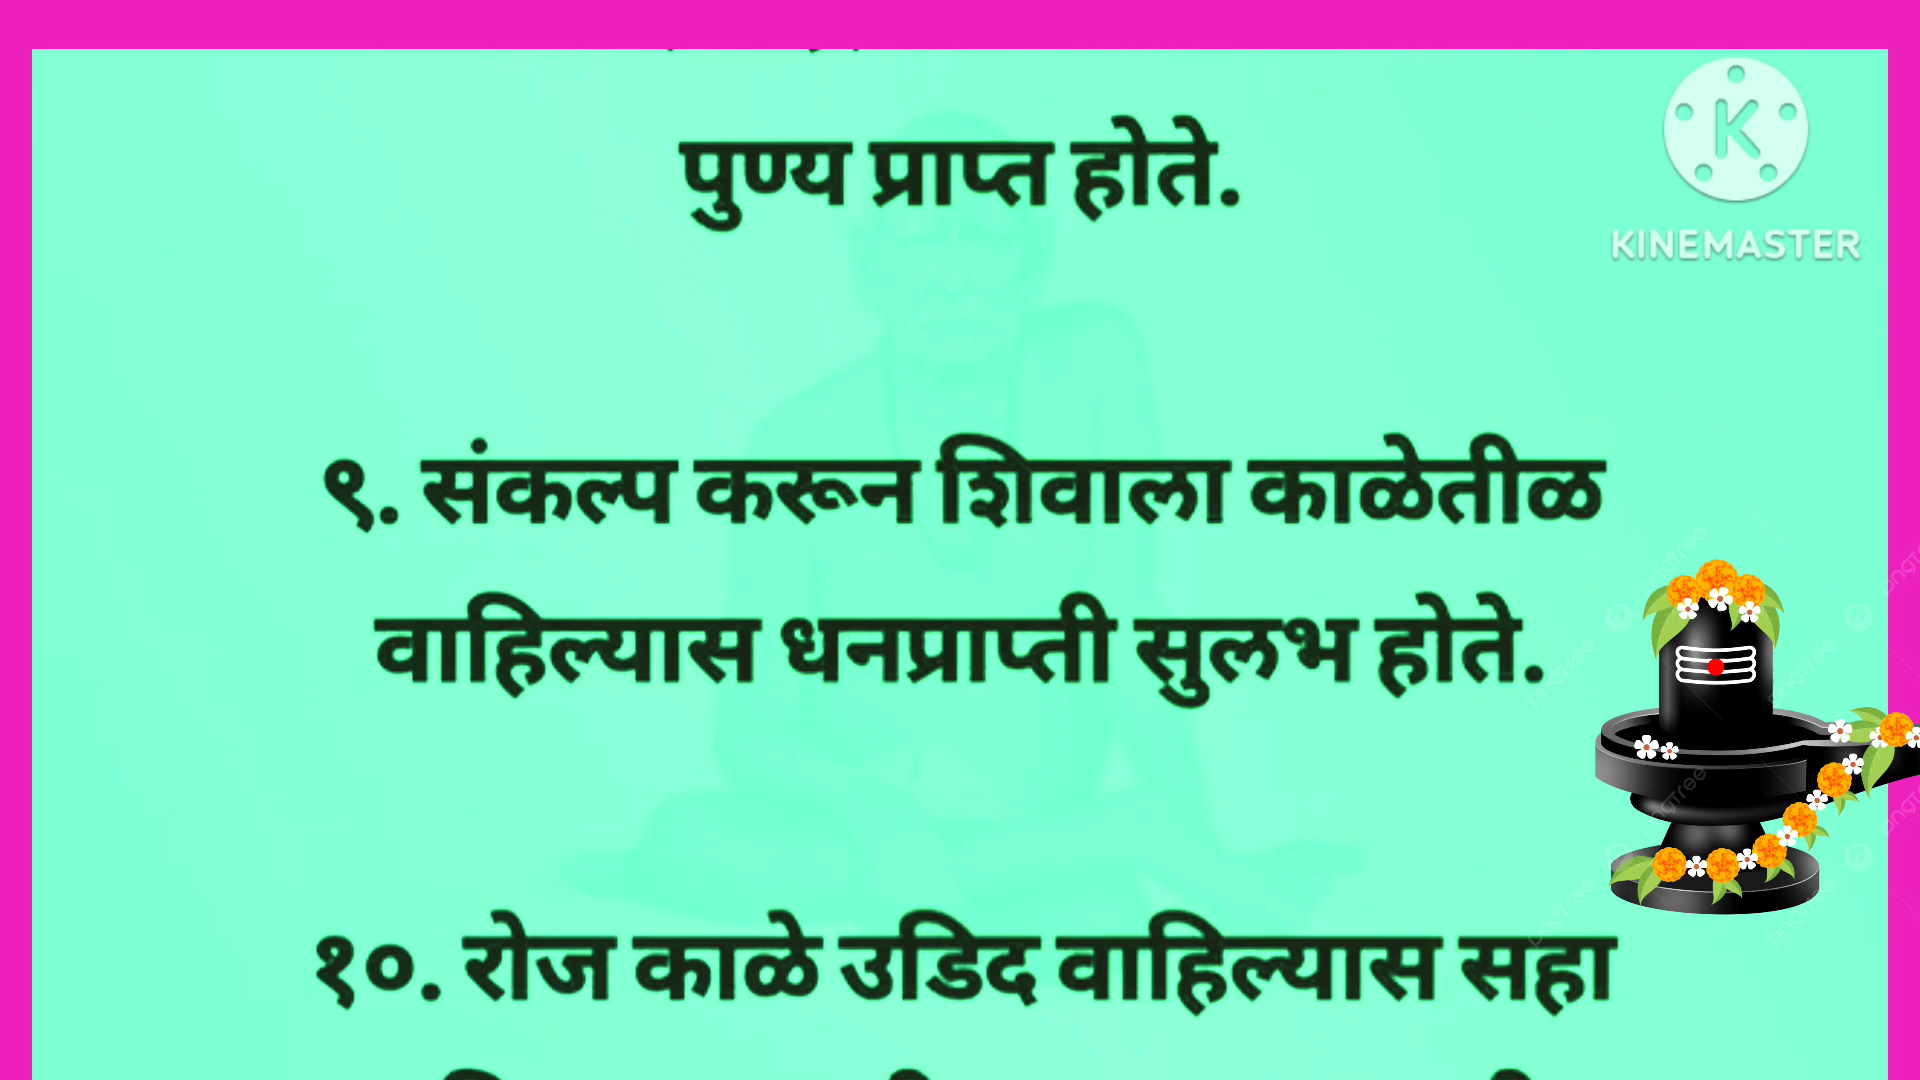 पुण्य प्राप्त होते.
KINEMASTER
९. संकल्प करून शिवाला काळेतीळ
वाहिल्यास धनप्राप्ती सुलभ होते.
१०. रोज काळे उडिद वाहिल्यास सहा